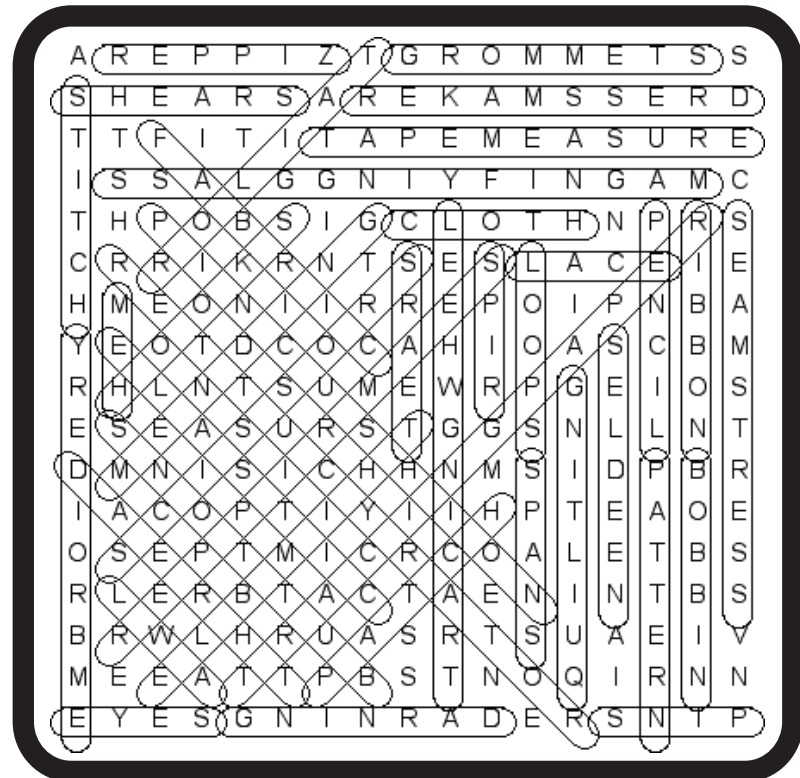 A R E P P I Z T G R O M M E T S S
S H E A R S A R E K A M S S E R D
T T F I T I T A P E M E A S U R E
I S S A L G G N I Y F I N G A M C
T H P O B S I G C L O T H N P R S
C R R I K R N T S E S L A C E I E
H M E O N I I R R E P O I P N B A
Y E O T D C O C A H I O A S C B M
R H L N T S U M E W R P G E I O S
E S E A S U R S T G G S N L L N T
D M N I S I C H H N M S I D P B R
I A C O P T I Y I I H P T E A O E
O S E P T M I C R C O A L E T B S
R L E R B T A C T A E N I N T B S
B R W L H R U A S R T S U A E I V
M E E A T T P B S T N O Q I R N N
E Y E S G N I N R A D E R S N T P